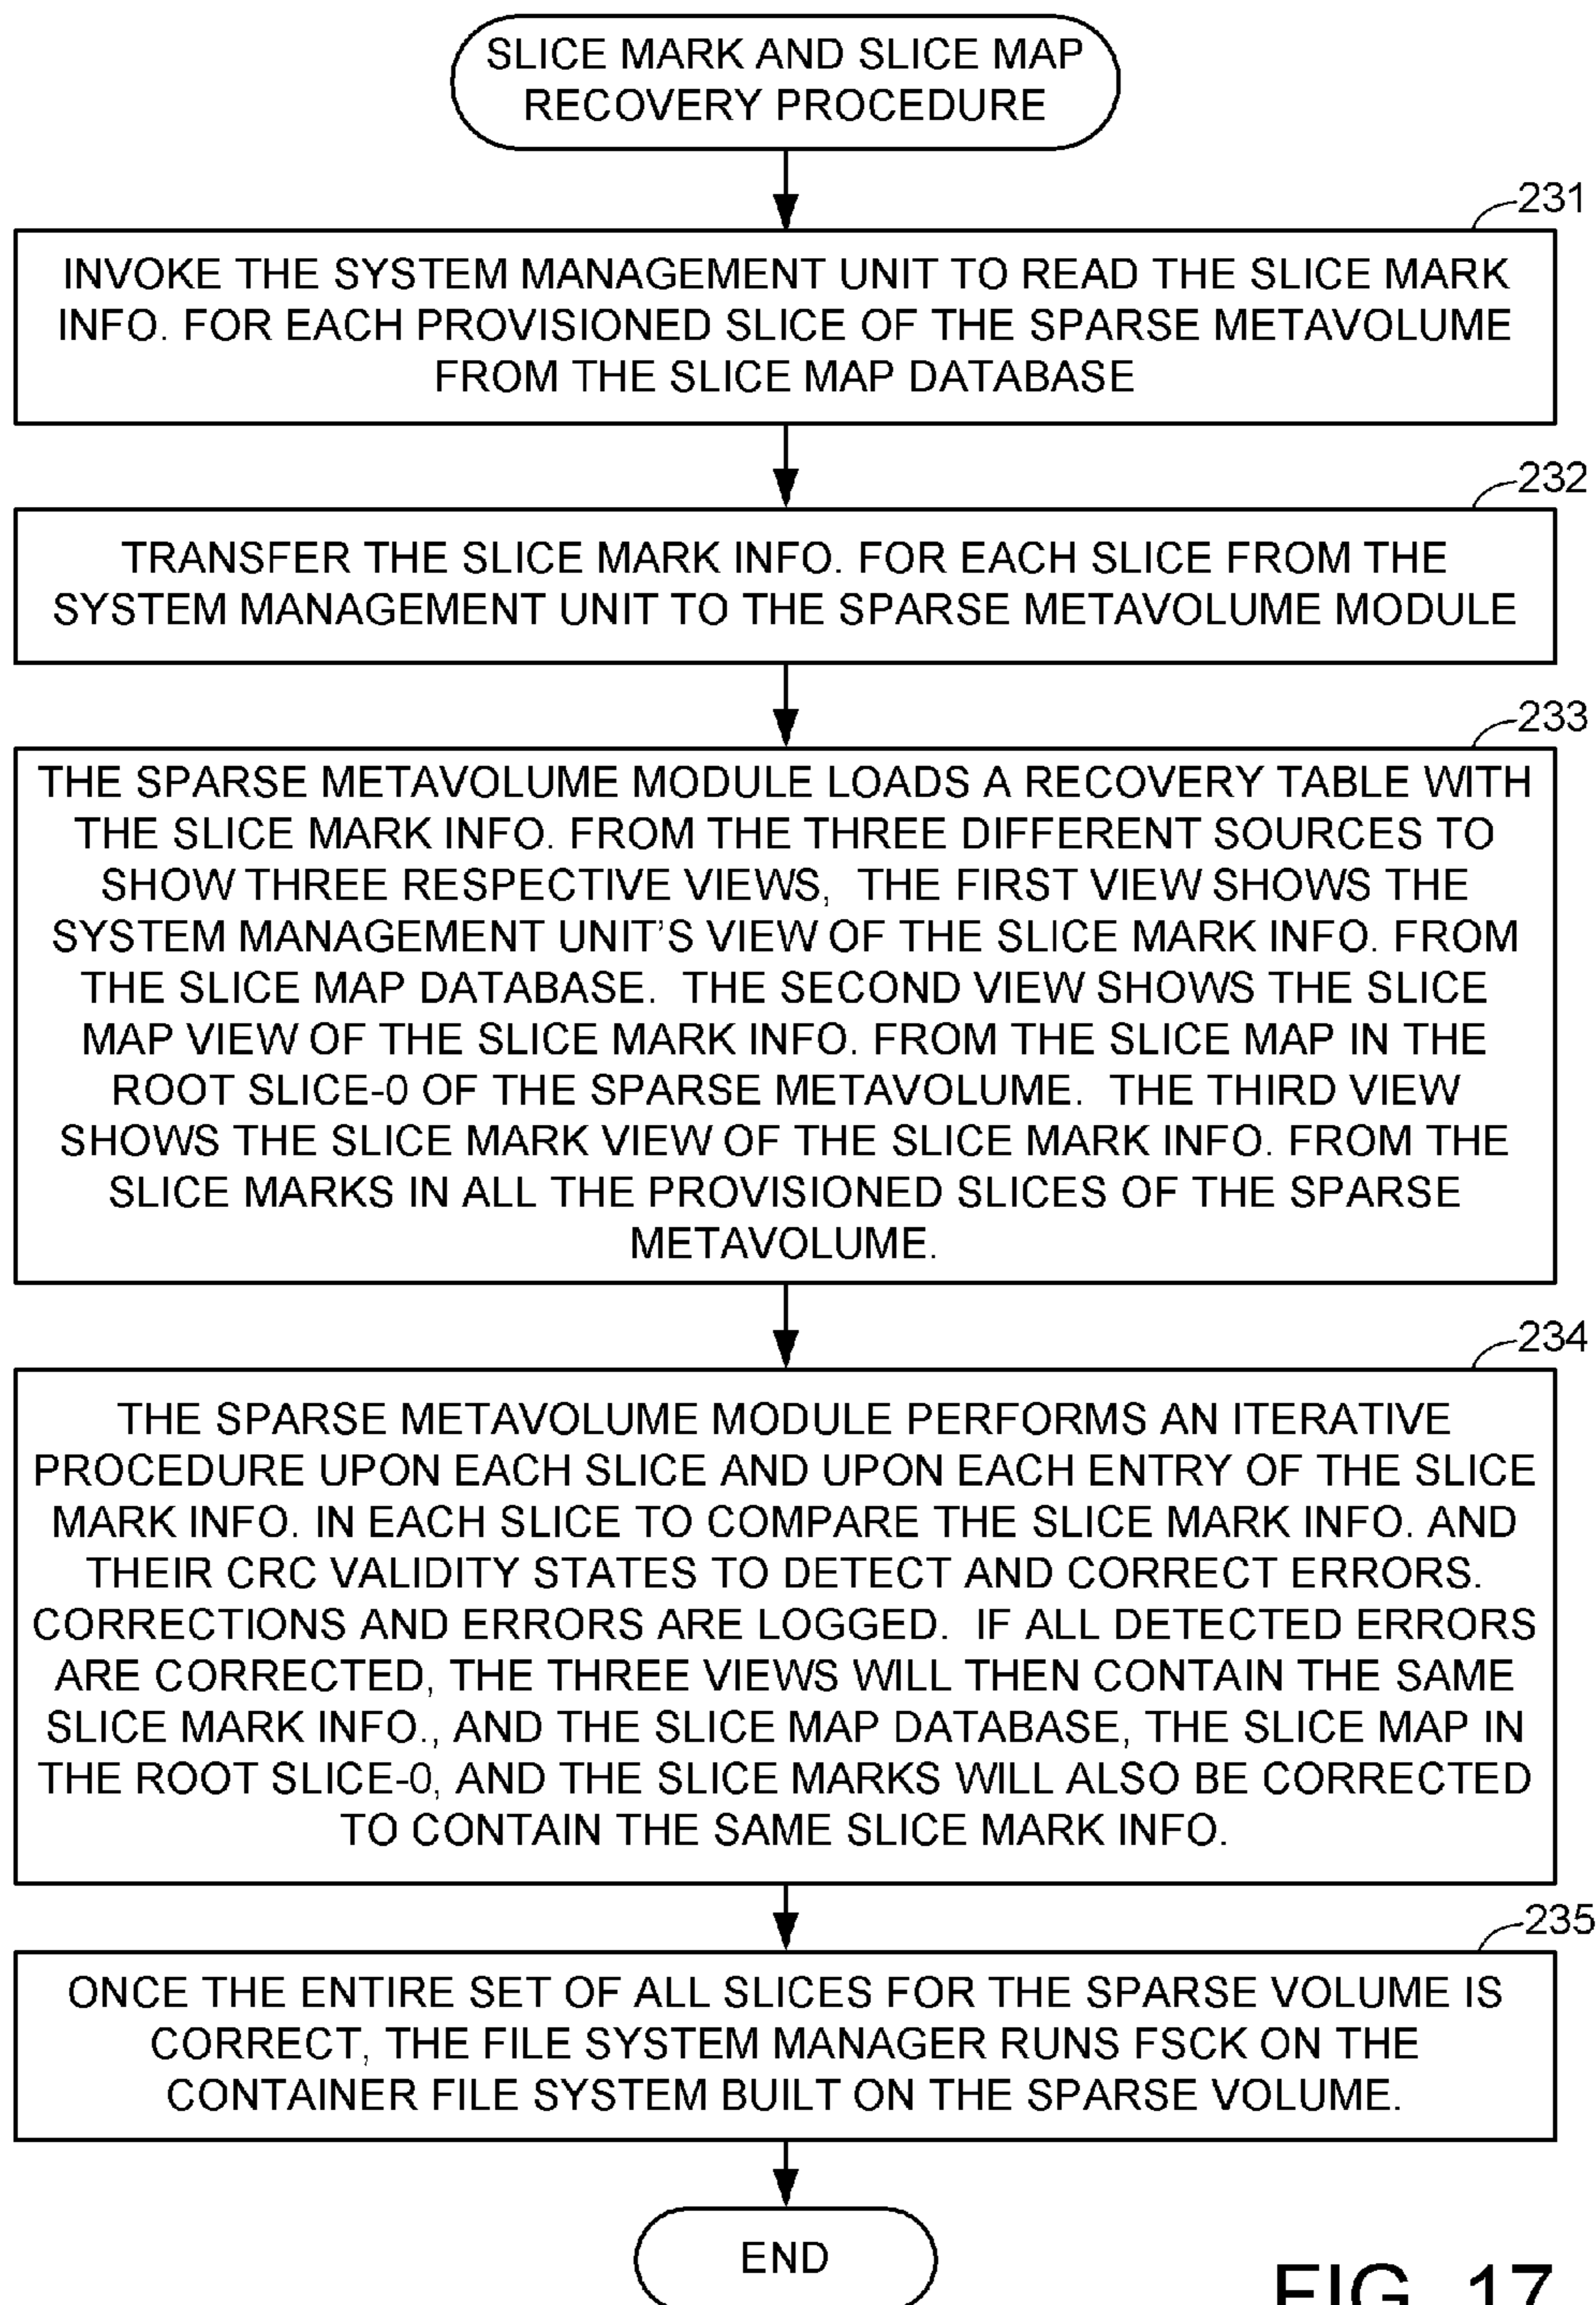 SLICE MARK AND SLICE MAP
RECOVERY PROCEDURE
231
INVOKE THE SYSTEM MANAGEMENT UNIT TO READ THE SLICE MARK
INFO. FOR EACH PROVISIONED SLICE OF THE SPARSE METAVOLUME
FROM THE SLICE MAP DATABASE
232
TRANSFER THE SLICE MARK INFO. FOR EACH SLICE FROM THE
SYSTEM MANAGEMENT UNIT TO THE SPARSE METAVOLUME MODULE
233
THE SPARSE METAVOLUME MODULE LOADS A RECOVERY TABLE WITH
THE SLICE MARK INFO. FROM THE THREE DIFFERENT SOURCES TO
SHOW THREE RESPECTIVE VIEWS,  THE FIRST VIEW SHOWS THE
SYSTEM MANAGEMENT UNIT'S VIEW OF THE SLICE MARK INFO. FROM
THE SLICE MAP DATABASE.  THE SECOND VIEW SHOWS THE SLICE
MAP VIEW OF THE SLICE MARK INFO. FROM THE SLICE MAP IN THE
ROOT SLICE-0 OF THE SPARSE METAVOLUME.  THE THIRD VIEW
SHOWS THE SLICE MARK VIEW OF THE SLICE MARK INFO. FROM THE
SLICE MARKS IN ALL THE PROVISIONED SLICES OF THE SPARSE
METAVOLUME.
234
THE SPARSE METAVOLUME MODULE PERFORMS AN ITERATIVE
PROCEDURE UPON EACH SLICE AND UPON EACH ENTRY OF THE SLICE
MARK INFO. IN EACH SLICE TO COMPARE THE SLICE MARK INFO. AND
THEIR CRC VALIDITY STATES TO DETECT AND CORRECT ERRORS.
CORRECTIONS AND ERRORS ARE LOGGED.  IF ALL DETECTED ERRORS
ARE CORRECTED, THE THREE VIEWS WILL THEN CONTAIN THE SAME
SLICE MARK INFO., AND THE SLICE MAP DATABASE, THE SLICE MAP IN
THE ROOT SLICE-0, AND THE SLICE MARKS WILL ALSO BE CORRECTED
TO CONTAIN THE SAME SLICE MARK INFO.
235
ONCE THE ENTIRE SET OF ALL SLICES FOR THE SPARSE VOLUME IS
CORRECT, THE FILE SYSTEM MANAGER RUNS FSCK ON THE
CONTAINER FILE SYSTEM BUILT ON THE SPARSE VOLUME.
END
FIG. 17